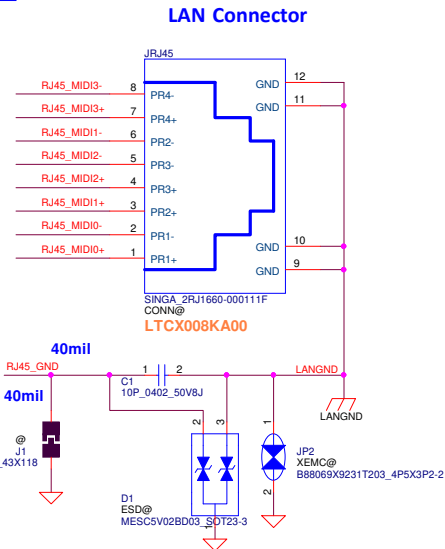 LAN Connector
JRJ45
RJ45_MIDI3- 8 PR4- GND 12
RJ45_MIDI3+ 7 PR4+ GND 11
RJ45_MIDI1- 6 PR2-
RJ45_MIDI2- 5 PR3-
RJ45_MIDI2+ 4 PR3+
RJ45_MIDI1+ 3 PR2+
RJ45_MIDI0- 2 PR1- GND 10
RJ45_MIDI0+ 1 PR1+ GND 9
SINGA_2RJ1660-000111F
CONN@
LTCX008KA00
40mil
RJ45_GND 1 2 LANGND
40mil
C1
10P_0402_50V8J
LANGND
2 3 1
@
J1
_43X118
JP2
XEMC@
B88069X9231T203_4P5X3P2-2
2
D1
ESD@
MESC5V02BD03_SOT23-3
1